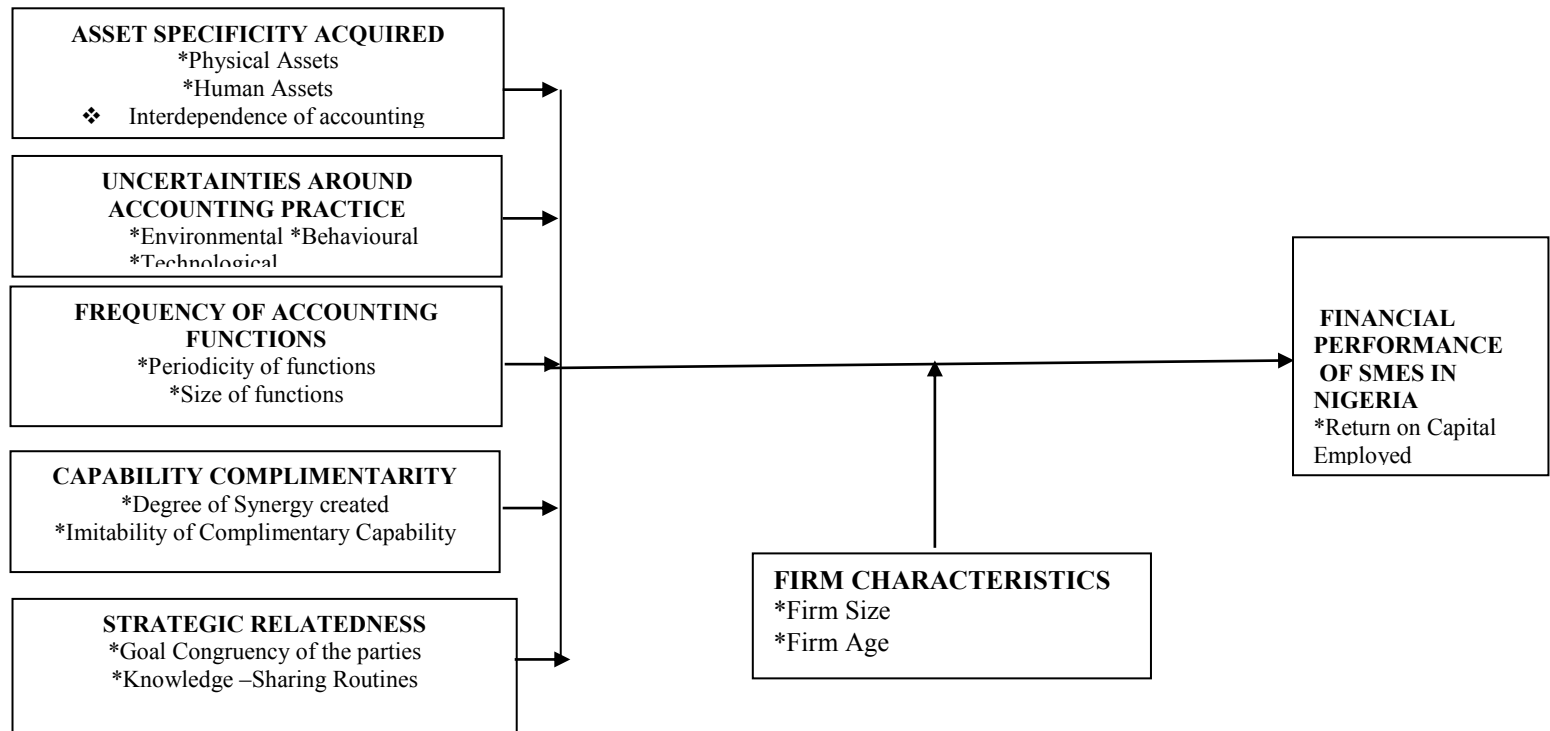 ASSET SPECIFICITY ACQUIRED
*Physical Assets
*Human Assets
❖ Interdependence of accounting
UNCERTAINTIES AROUND
ACCOUNTING PRACTICE
*Environmental *Behavioural
*Technological
FREQUENCY OF ACCOUNTING
FUNCTIONS
*Periodicity of functions
*Size of functions
CAPABILITY COMPLIMENTARITY
*Degree of Synergy created
*Imitability of Complimentary Capability
STRATEGIC RELATEDNESS
*Goal Congruency of the parties
*Knowledge –Sharing Routines
FIRM CHARACTERISTICS
*Firm Size
*Firm Age
FINANCIAL
PERFORMANCE
OF SMES IN
NIGERIA
*Return on Capital
Employed